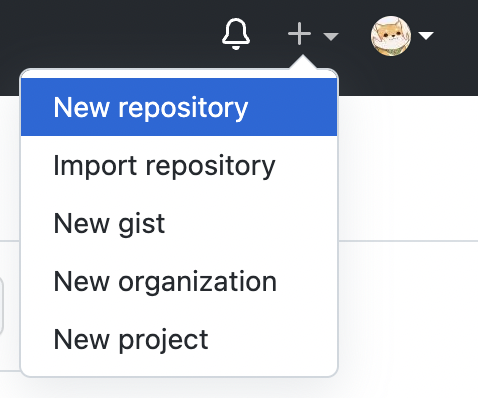 New repository
Import repository
New gist
New organization
New project